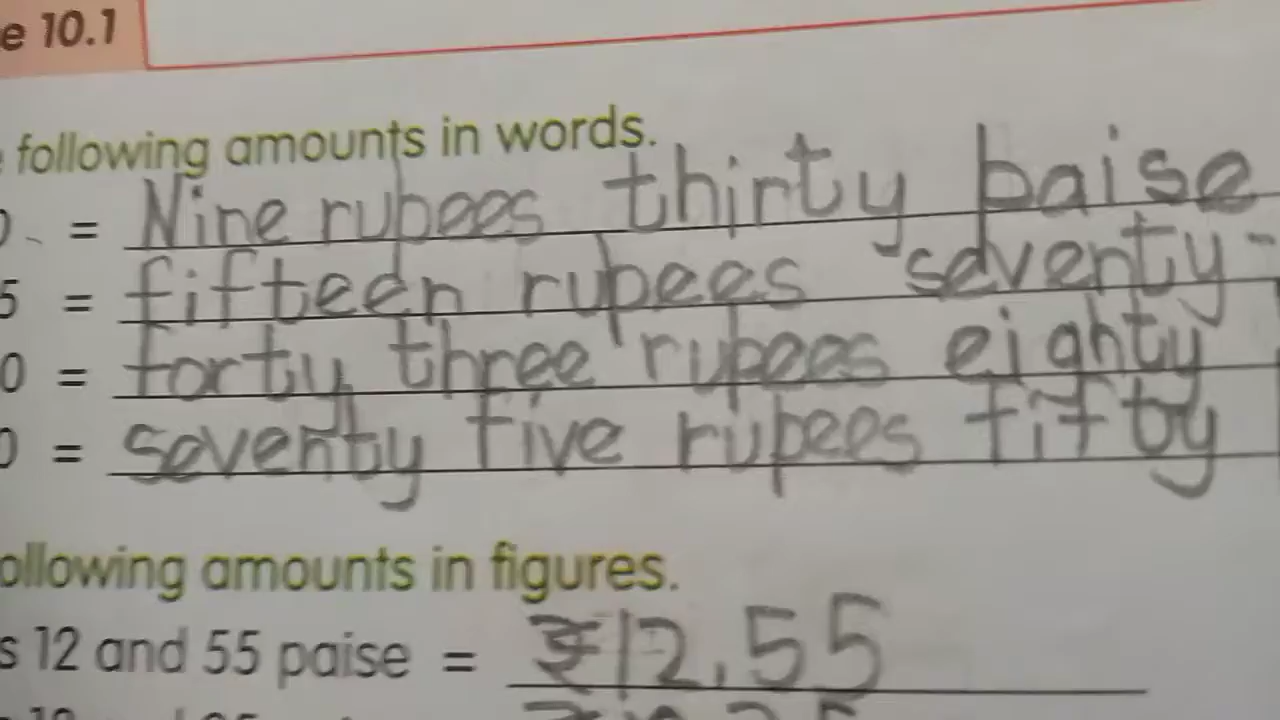 e 10.1
following amounts in words.
= Nine rupees thirty paise
5 = fifteen rupees seventy-
0 = forty three rupees eighty
0 = seventy five rupees fifty
ollowing amounts in figures.
s 12 and 55 paise = ₹12.55